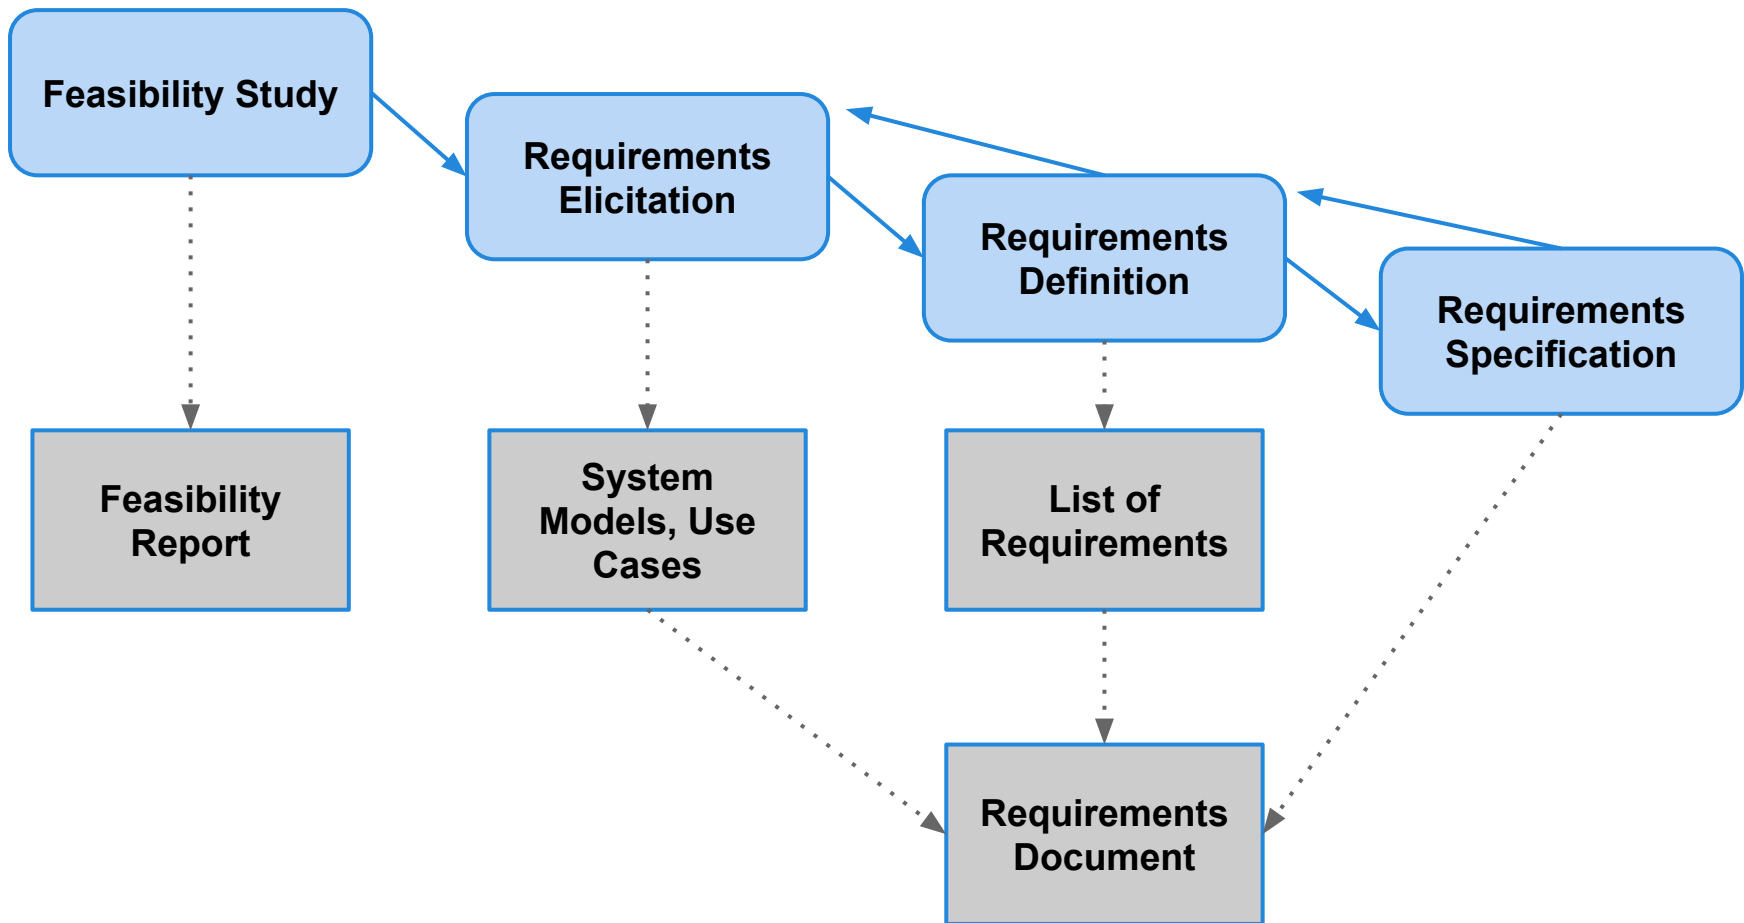 Feasibility Study
Requirements
Elicitation
Requirements
Definition
Requirements
Specification
Feasibility
Report
System
Models, Use
Cases
List of
Requirements
Requirements
Document